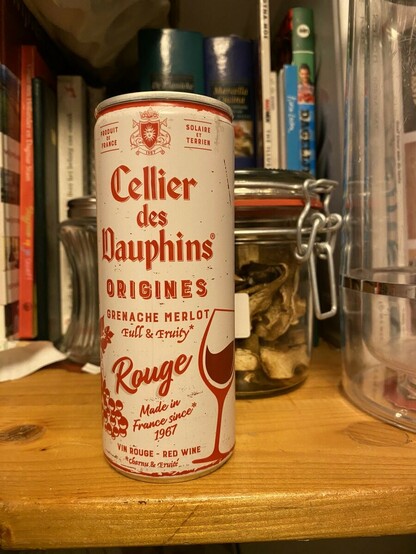 PRODUIT DE FRANCE
SOLAIRE ET TERRIEN
1967
Cellier
des
Dauphins®
ORIGINES
GRENACHE MERLOT
Full & Fruity*
Rouge
Made in
France since*
1967
VIN ROUGE - RED WINE
*Charnu & Fruité